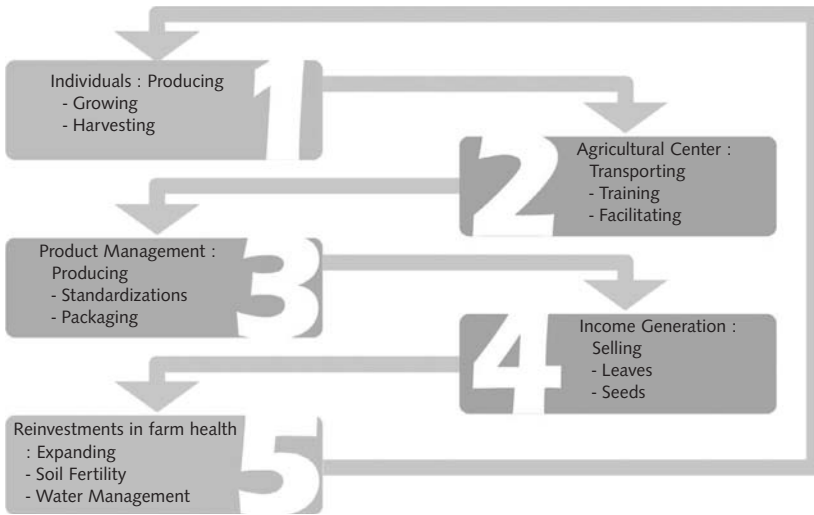 1
Individuals : Producing
- Growing
- Harvesting
2
Agricultural Center :
Transporting
- Training
- Facilitating
3
Product Management :
Producing
- Standardizations
- Packaging
4
Income Generation :
Selling
- Leaves
- Seeds
5
Reinvestments in farm health
: Expanding
- Soil Fertility
- Water Management